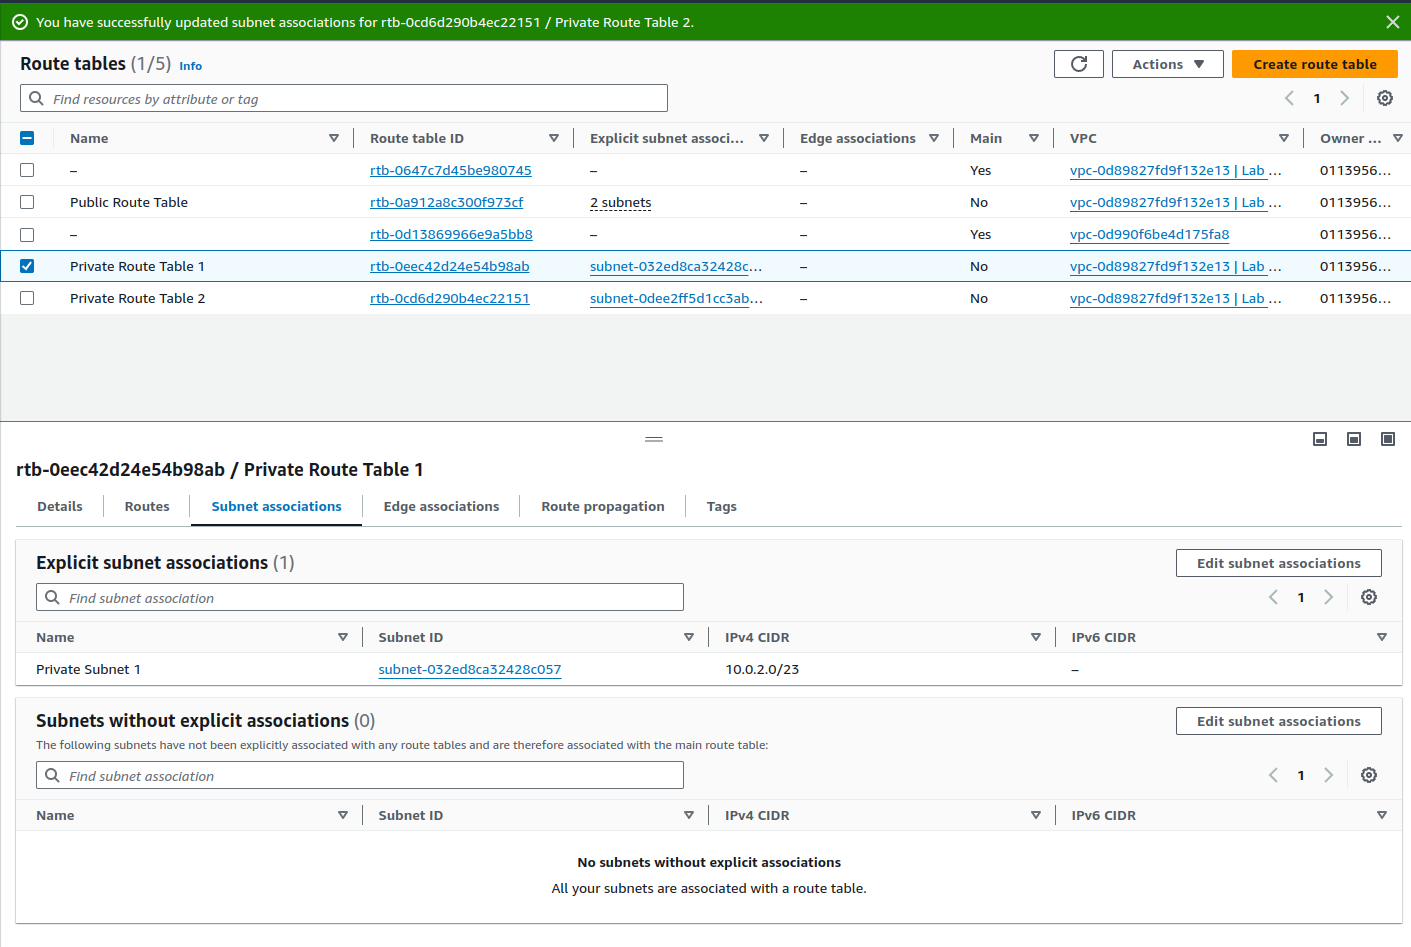 You have successfully updated subnet associations for rtb-0cd6d290b4ec22151 / Private Route Table 2.
Route tables (1/5) Info
Actions
Create route table
Find resources by attribute or tag
1
Name Route table ID Explicit subnet associ... Edge associations Main VPC Owner ...
– rtb-0647c7d45be980745 – – Yes vpc-0d89827fd9f132e13 | Lab ... 0113956...
Public Route Table rtb-0a912a8c300f973cf 2 subnets – No vpc-0d89827fd9f132e13 | Lab ... 0113956...
– rtb-0d13869966e9a5bb8 – – Yes vpc-0d990f6be4d175fa8 0113956...
Private Route Table 1 rtb-0eec42d24e54b98ab subnet-032ed8ca32428c... – No vpc-0d89827fd9f132e13 | Lab ... 0113956...
Private Route Table 2 rtb-0cd6d290b4ec22151 subnet-0dee2ff5d1cc3ab... – No vpc-0d89827fd9f132e13 | Lab ... 0113956...
rtb-0eec42d24e54b98ab / Private Route Table 1
Details Routes Subnet associations Edge associations Route propagation Tags
Explicit subnet associations (1)
Edit subnet associations
Find subnet association
1
Name Subnet ID IPv4 CIDR IPv6 CIDR
Private Subnet 1 subnet-032ed8ca32428c057 10.0.2.0/23 –
Subnets without explicit associations (0)
Edit subnet associations
The following subnets have not been explicitly associated with any route tables and are therefore associated with the main route table:
Find subnet association
1
Name Subnet ID IPv4 CIDR IPv6 CIDR
No subnets without explicit associations
All your subnets are associated with a route table.